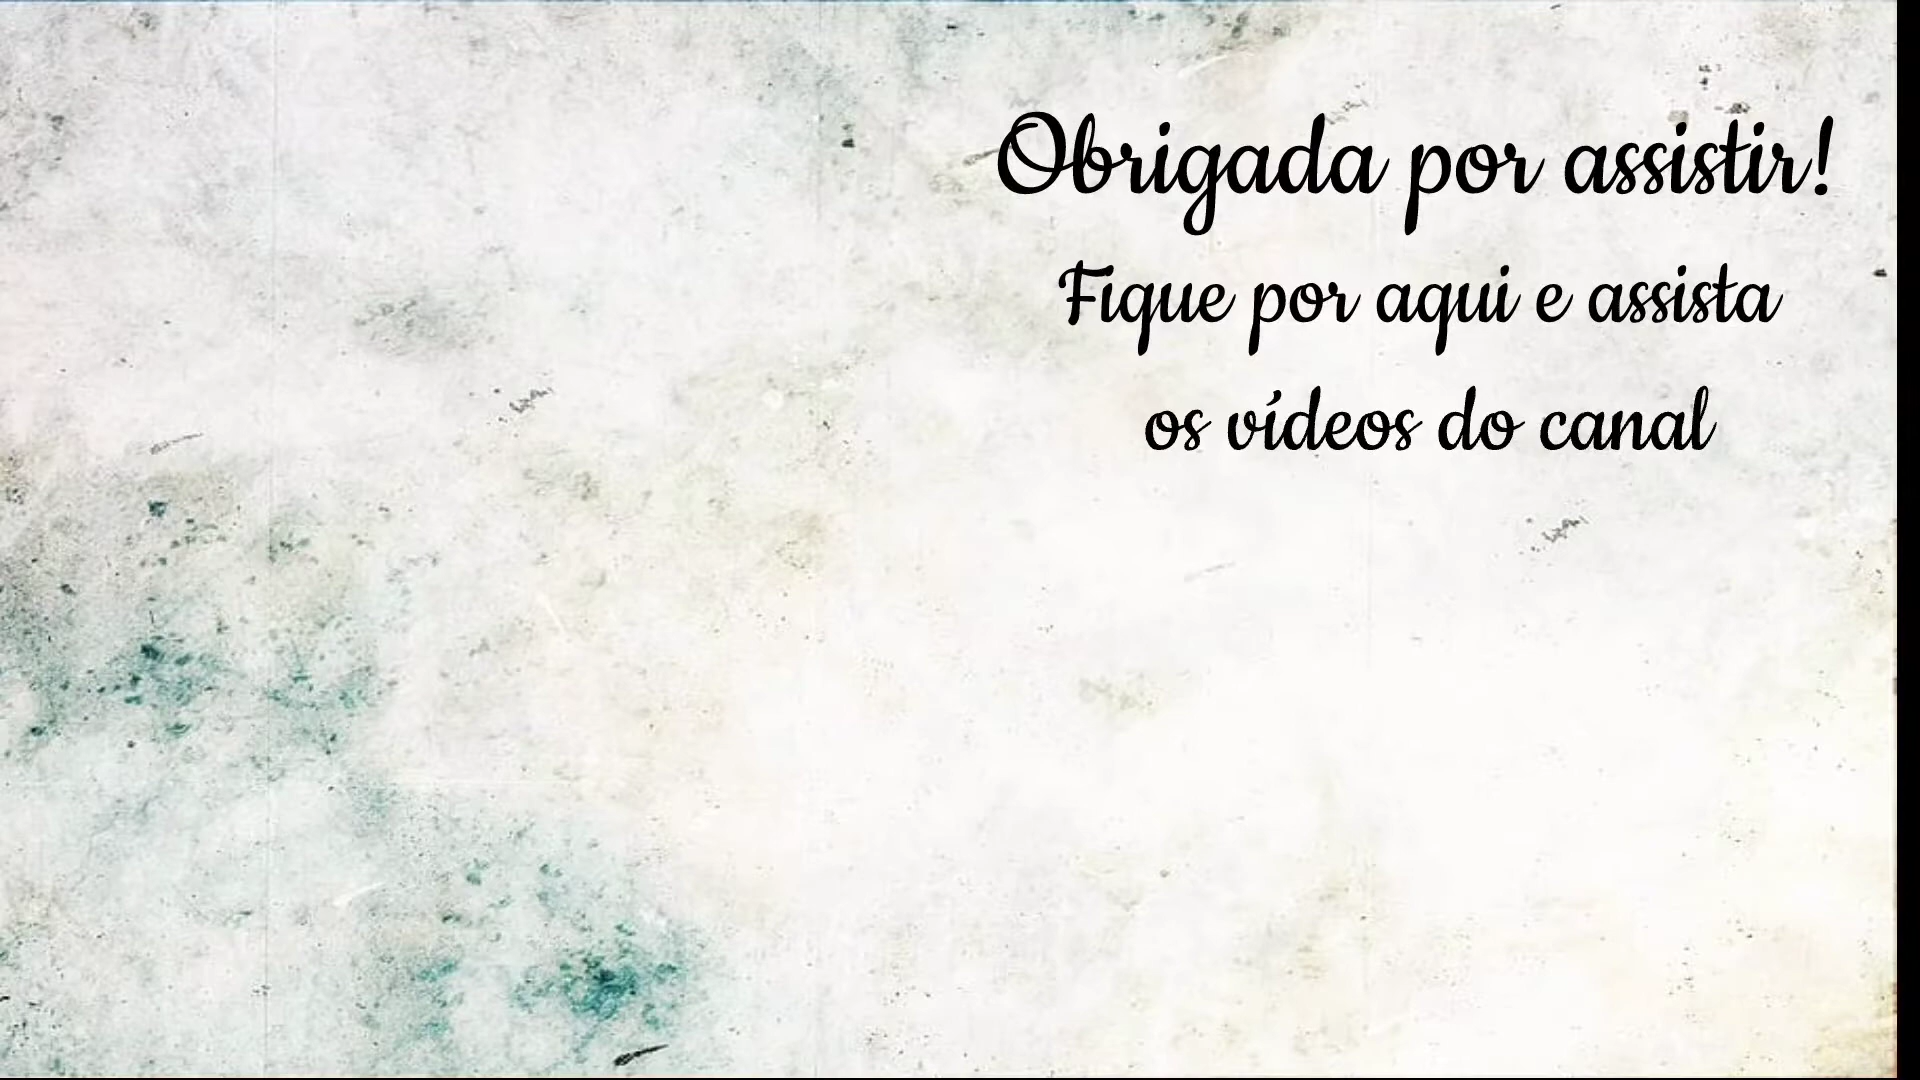 Obrigada por assistir!
Fique por aqui e assista
os vídeos do canal